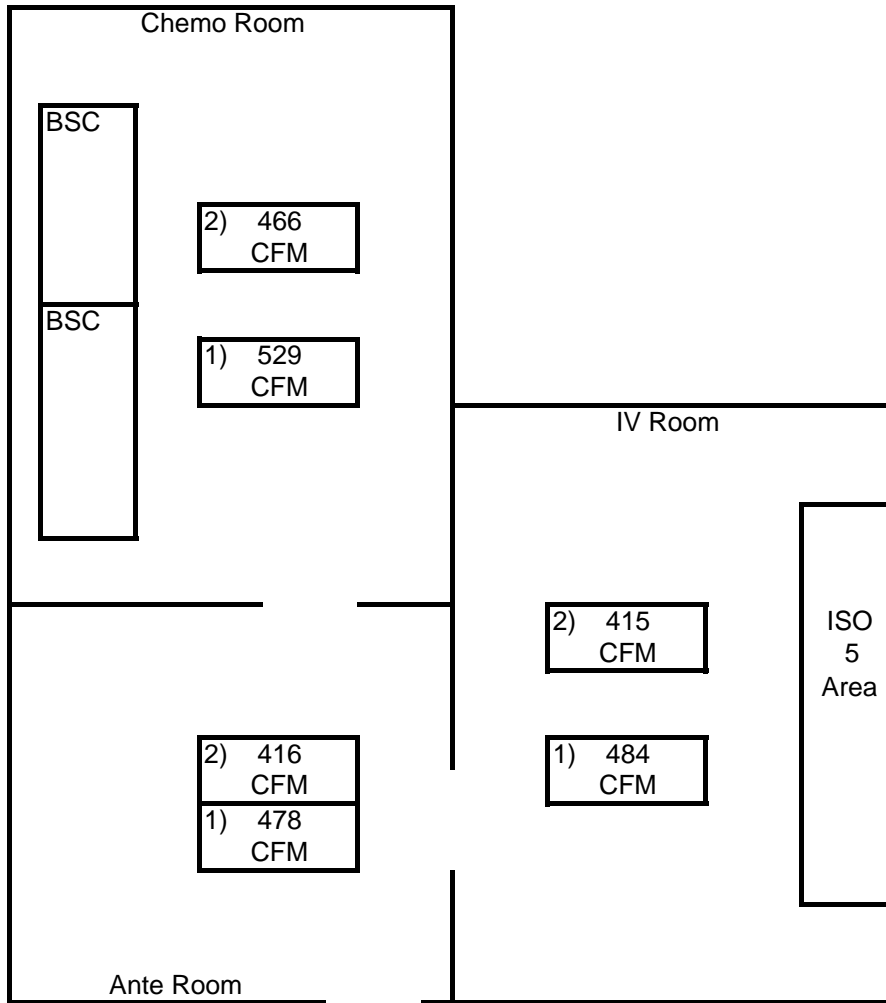 Chemo Room
BSC
2) 466
CFM
BSC
1) 529
CFM
IV Room
2) 415
CFM
ISO
5
Area
2) 416
CFM
1) 484
CFM
1) 478
CFM
Ante Room